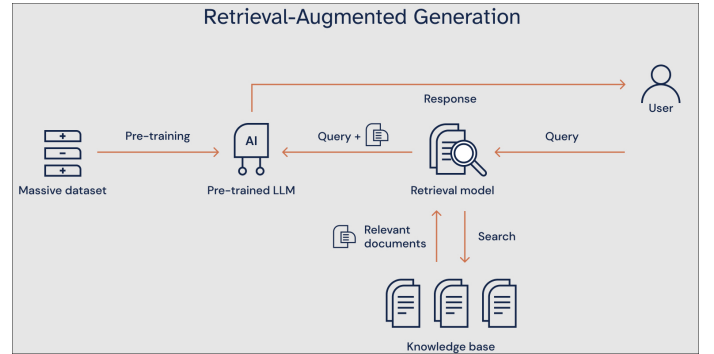 Retrieval-Augmented Generation
Response
User
Pre-training
AI
Query +
Query
Massive dataset
Pre-trained LLM
Retrieval model
Relevant
documents
Search
Knowledge base